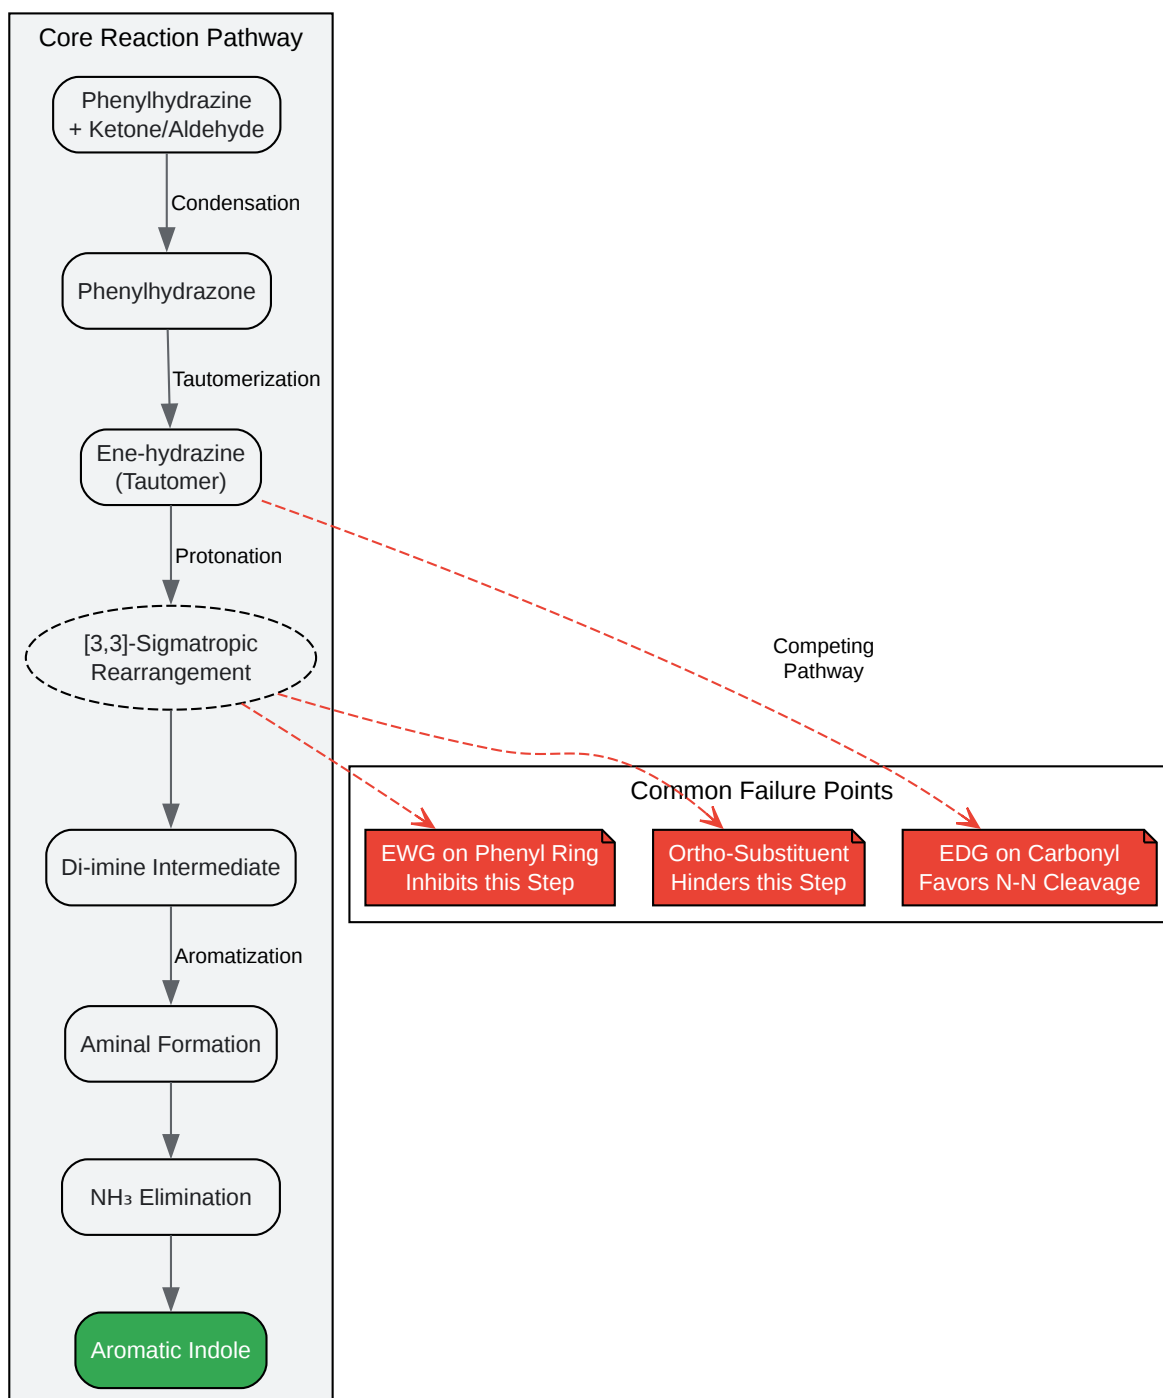 Core Reaction Pathway
Phenylhydrazine
+ Ketone/Aldehyde
Condensation
Phenylhydrazone
Tautomerization
Ene-hydrazine
(Tautomer)
Protonation
[3,3]-Sigmatropic
Rearrangement
Competing
Pathway
Common Failure Points
EWG on Phenyl Ring
Inhibits this Step
Ortho-Substituent
Hinders this Step
EDG on Carbonyl
Favors N-N Cleavage
Di-imine Intermediate
Aromatization
Aminal Formation
NH₃ Elimination
Aromatic Indole